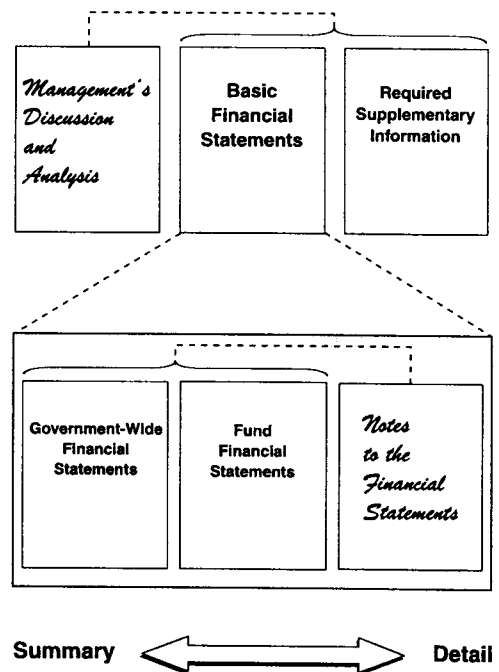 Management's
Discussion
and
Analysis
Basic
Financial
Statements
Required
Supplementary
Information
Government-Wide
Financial
Statements
Fund
Financial
Statements
Notes
to the
Financial
Statements
Summary
Detail